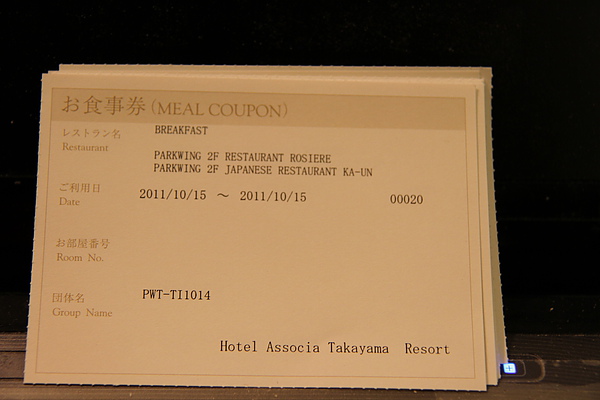 お食事券 (MEAL COUPON)
レストラン名 BREAKFAST
Restaurant
PARKWING 2F RESTAURANT ROSIERE
PARKWING 2F JAPANESE RESTAURANT KA-UN
ご利用日 2011/10/15 ～ 2011/10/15 00020
Date
お部屋番号
Room No.
団体名 PWT-TI1014
Group Name
Hotel Associa Takayama Resort